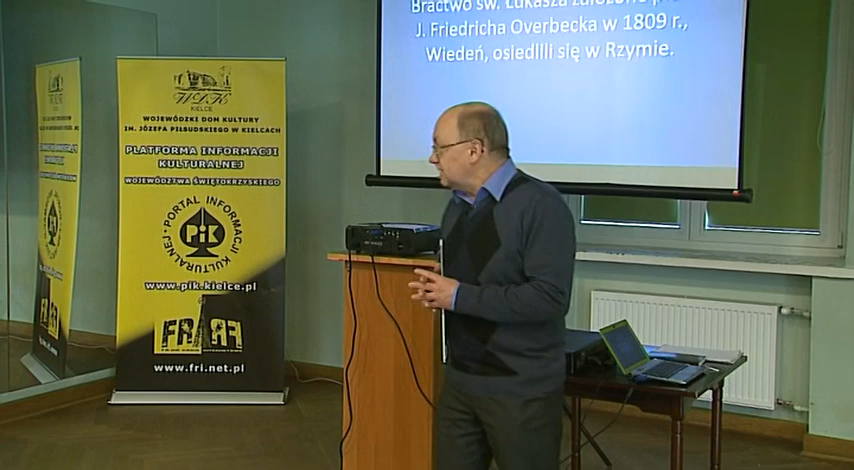 Bractwo św. Łukasza założone
J. Friedricha Overbecka w 1809 r.,
Wiedeń, osiedlili się w Rzymie.
WDK
KIELCE
WOJEWÓDZKI DOM KULTURY
IM. JÓZEFA PIŁSUDSKIEGO W KIELCACH
PLATFORMA INFORMACJI
KULTURALNEJ
WOJEWÓDZTWA ŚWIĘTOKRZYSKIEGO
PORTAL INFORMACJI
KULTURALNEJ
PiK
www.pik.kielce.pl
www.fri.net.pl